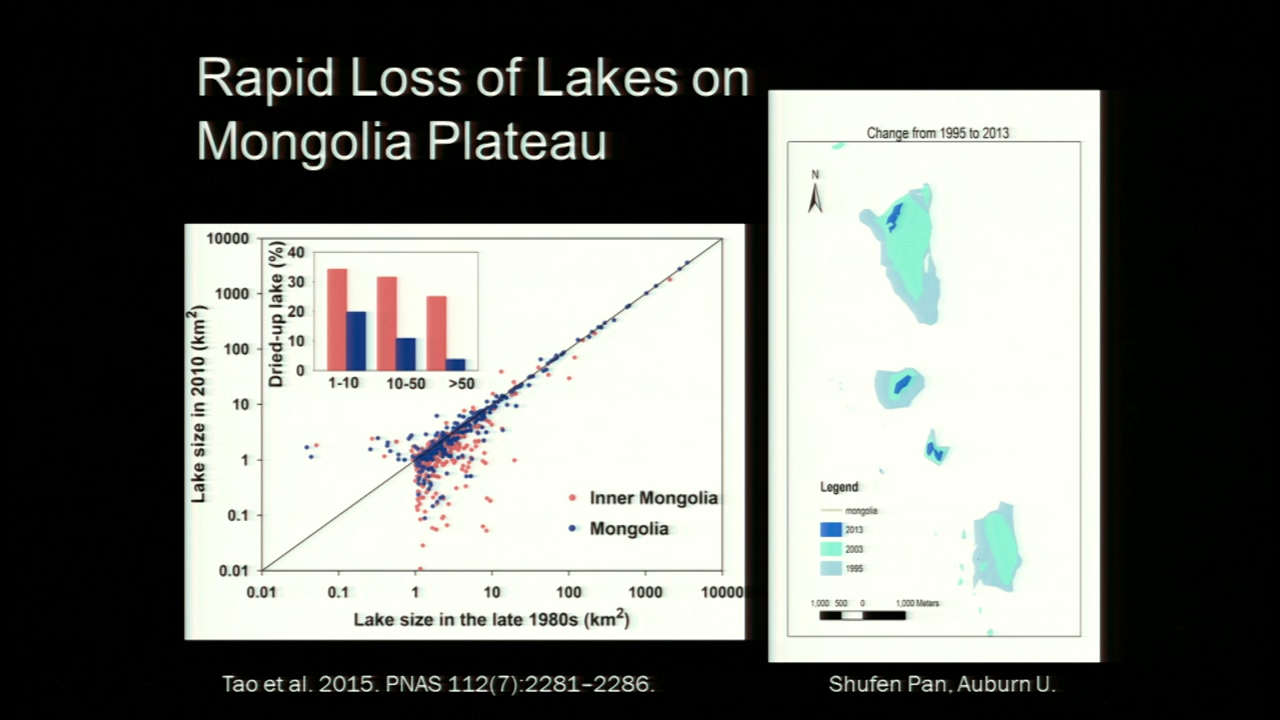 Rapid Loss of Lakes on
Mongolia Plateau
10000
1000
100
10
1
0.1
0.01
Lake size in 2010 (km2)
Dried-up lake (%)
40
30
20
10
0
1-10 10-50 >50
Inner Mongolia
Mongolia
0.01 0.1 1 10 100 1000 10000
Lake size in the late 1980s (km2)
Tao et al. 2015. PNAS 112(7):2281–2286.
Change from 1995 to 2013
N
Legend
mongolia
2013
2003
1995
1,000 500 0 1,000 Meters
Shufen Pan, Auburn U.